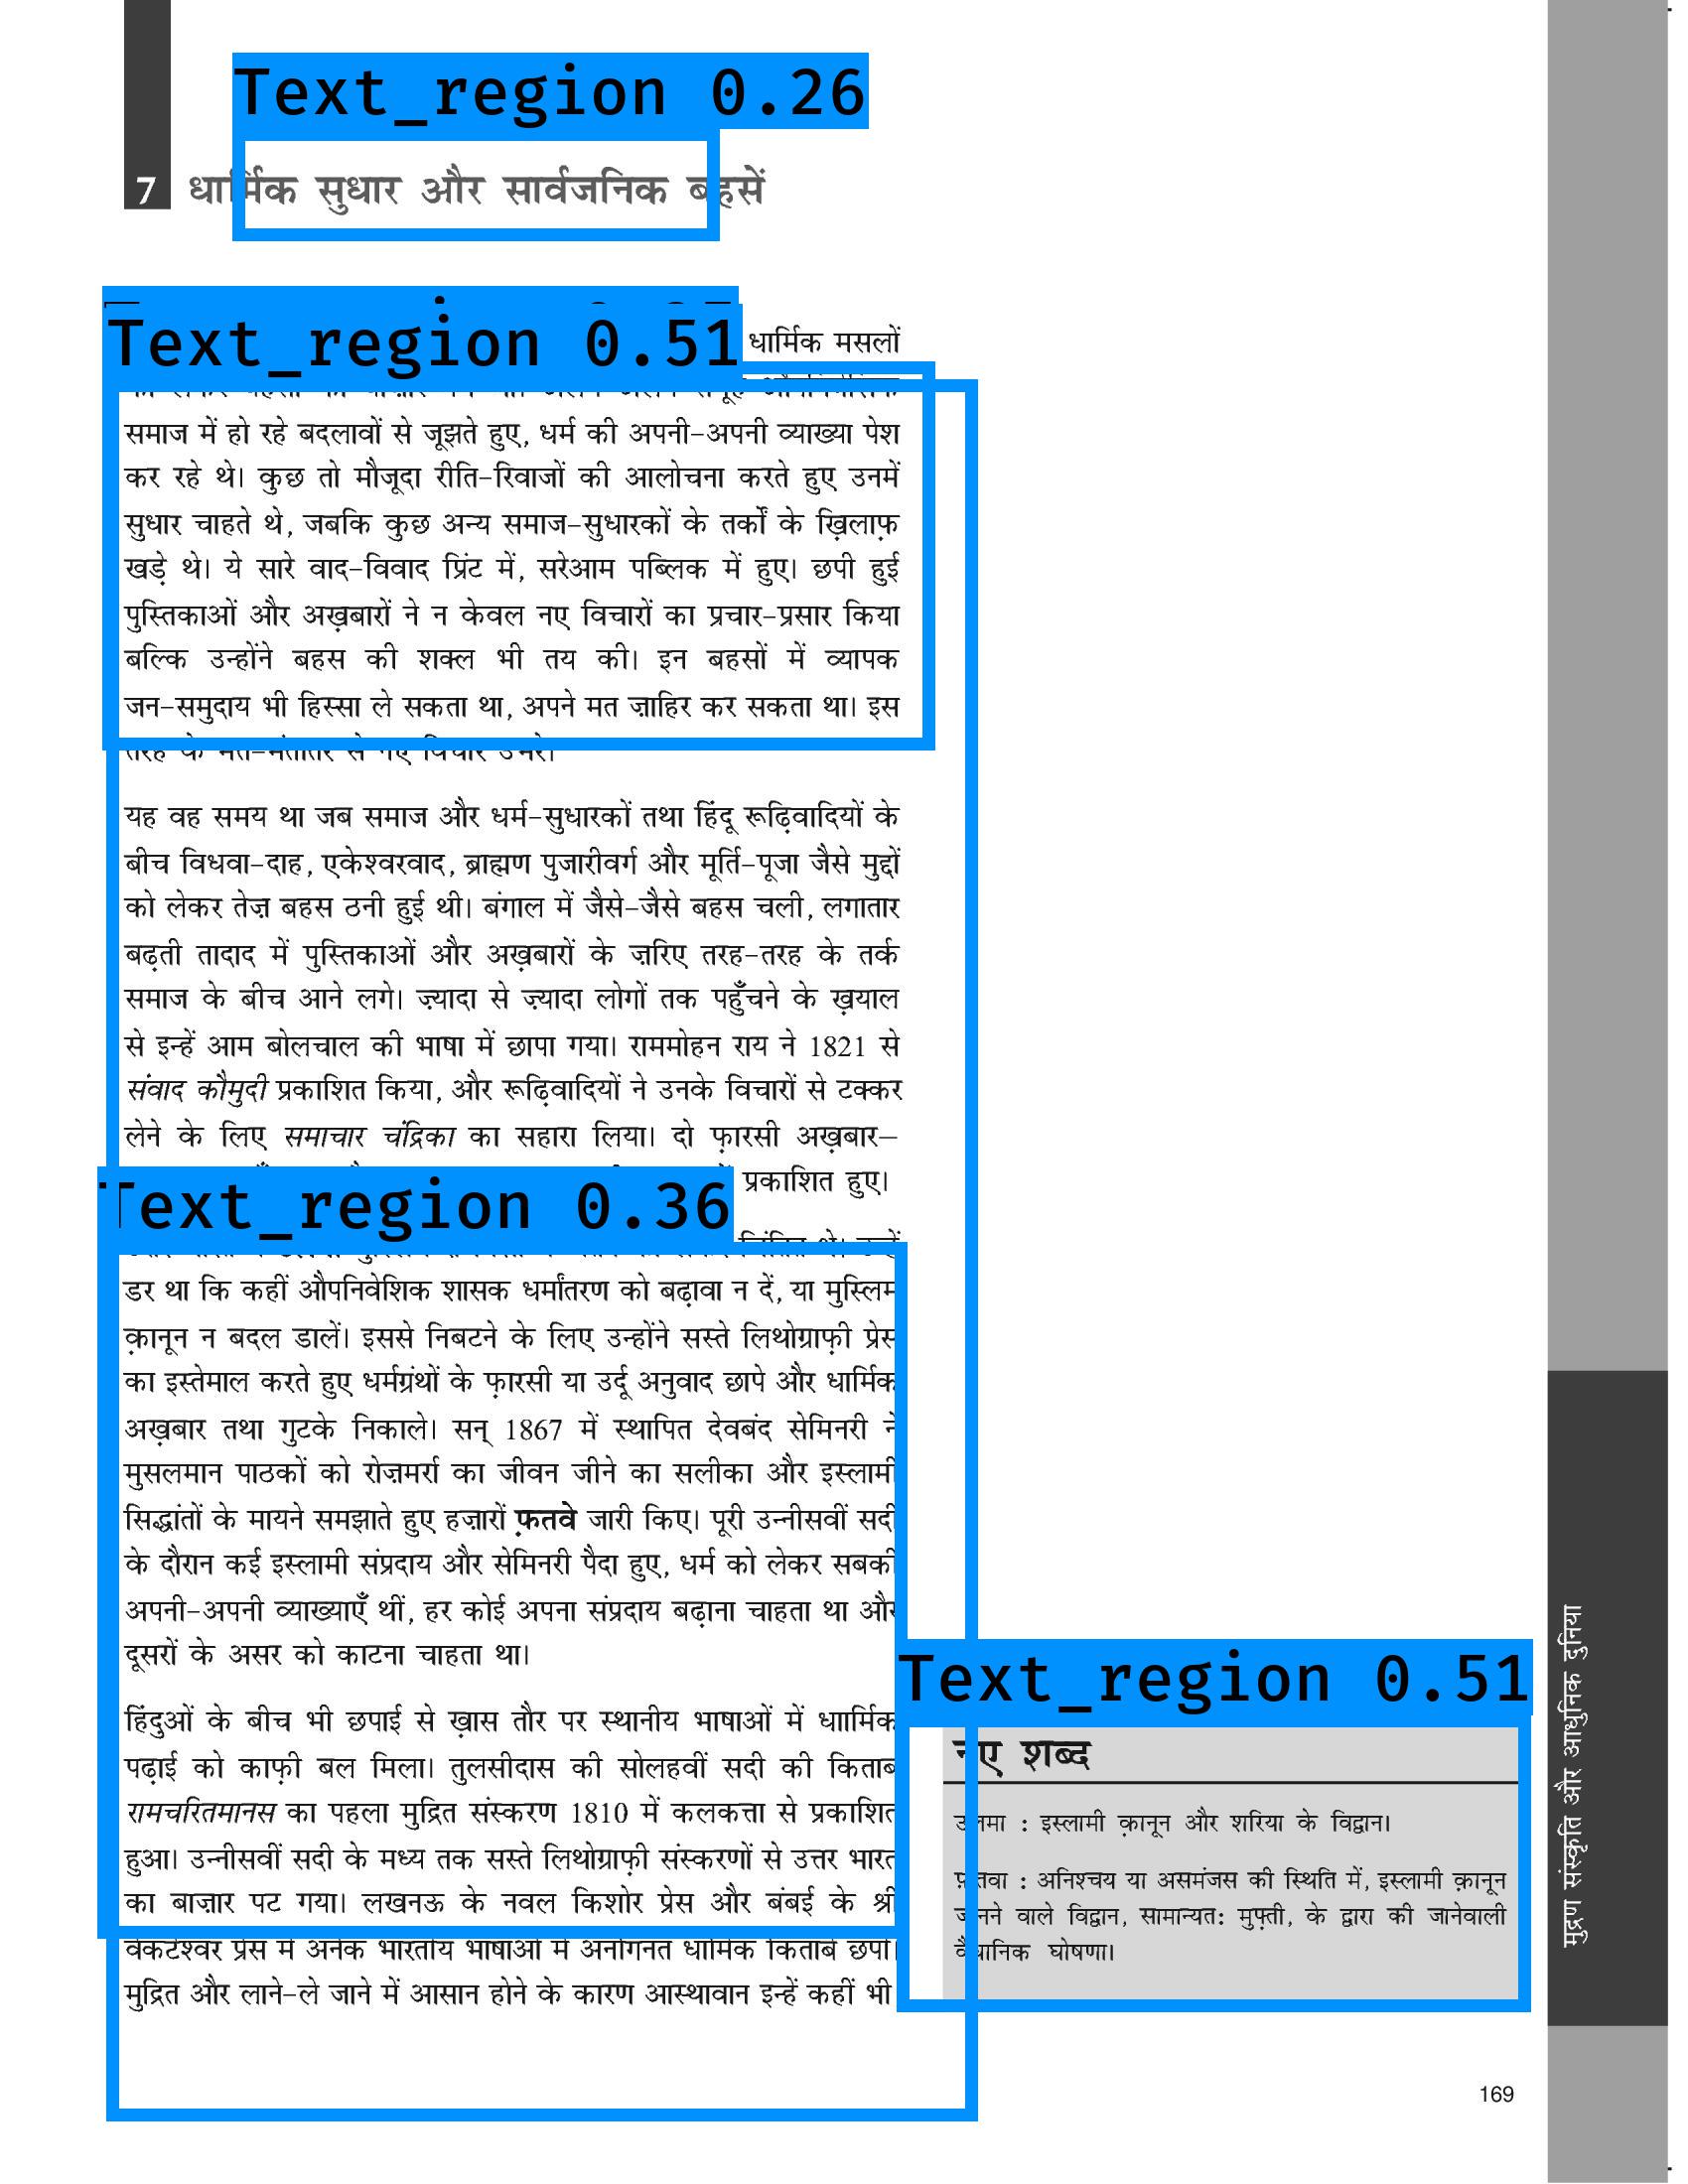 Text_region 0.26
7 धार्मिक सुधार और सार्वजनिक बहसें
Text_region 0.51 धार्मिक मसलों
समाज में हो रहे बदलावों से जूझते हुए, धर्म की अपनी-अपनी व्याख्या पेश
कर रहे थे। कुछ तो मौजूदा रीति-रिवाजों की आलोचना करते हुए उनमें
सुधार चाहते थे, जबकि कुछ अन्य समाज-सुधारकों के तर्कों के ख़िलाफ़
खड़े थे। ये सारे वाद-विवाद प्रिंट में, सरेआम पब्लिक में हुए। छपी हुई
पुस्तिकाओं और अख़बारों ने न केवल नए विचारों का प्रचार-प्रसार किया
बल्कि उन्होंने बहस की शक्ल भी तय की। इन बहसों में व्यापक
जन-समुदाय भी हिस्सा ले सकता था, अपने मत ज़ाहिर कर सकता था। इस
तरह के मत-मतांतर से नए विचार उभरे।
यह वह समय था जब समाज और धर्म-सुधारकों तथा हिंदू रूढ़िवादियों के
बीच विधवा-दाह, एकेश्वरवाद, ब्राह्मण पुजारीवर्ग और मूर्ति-पूजा जैसे मुद्दों
को लेकर तेज़ बहस ठनी हुई थी। बंगाल में जैसे-जैसे बहस चली, लगातार
बढ़ती तादाद में पुस्तिकाओं और अख़बारों के ज़रिए तरह-तरह के तर्क
समाज के बीच आने लगे। ज़्यादा से ज़्यादा लोगों तक पहुँचने के ख़याल
से इन्हें आम बोलचाल की भाषा में छापा गया। राममोहन राय ने 1821 से
संवाद कौमुदी प्रकाशित किया, और रूढ़िवादियों ने उनके विचारों से टक्कर
लेने के लिए समाचार चंद्रिका का सहारा लिया। दो फ़ारसी अख़बार–
प्रकाशित हुए।
Text_region 0.36
डर था कि कहीं औपनिवेशिक शासक धर्मांतरण को बढ़ावा न दें, या मुस्लिम
क़ानून न बदल डालें। इससे निबटने के लिए उन्होंने सस्ते लिथोग्राफ़ी प्रेस
का इस्तेमाल करते हुए धर्मग्रंथों के फ़ारसी या उर्दू अनुवाद छापे और धार्मिक
अख़बार तथा गुटके निकाले। सन् 1867 में स्थापित देवबंद सेमिनरी ने
मुसलमान पाठकों को रोज़मर्रा का जीवन जीने का सलीका और इस्लामी
सिद्धांतों के मायने समझाते हुए हज़ारों फ़तवे जारी किए। पूरी उन्नीसवीं सदी
के दौरान कई इस्लामी संप्रदाय और सेमिनरी पैदा हुए, धर्म को लेकर सबकी
अपनी-अपनी व्याख्याएँ थीं, हर कोई अपना संप्रदाय बढ़ाना चाहता था और
दूसरों के असर को काटना चाहता था।
हिंदुओं के बीच भी छपाई से ख़ास तौर पर स्थानीय भाषाओं में धाार्मिक
पढ़ाई को काफ़ी बल मिला। तुलसीदास की सोलहवीं सदी की किताब
रामचरितमानस का पहला मुद्रित संस्करण 1810 में कलकत्ता से प्रकाशित
हुआ। उन्नीसवीं सदी के मध्य तक सस्ते लिथोग्राफ़ी संस्करणों से उत्तर भारत
का बाज़ार पट गया। लखनऊ के नवल किशोर प्रेस और बंबई के श्री
वेंकटेश्वर प्रेस में अनेक भारतीय भाषाओं में अनगिनत धार्मिक किताबें छपीं।
मुद्रित और लाने-ले जाने में आसान होने के कारण आस्थावान इन्हें कहीं भी
Text_region 0.51
नए शब्द
उलमा : इस्लामी क़ानून और शरिया के विद्वान।
फ़तवा : अनिश्चय या असमंजस की स्थिति में, इस्लामी क़ानून
जानने वाले विद्वान, सामान्यत: मुफ़्ती, के द्वारा की जानेवाली
वैधानिक घोषणा।
मुद्रण संस्कृति और आधुनिक दुनिया
169